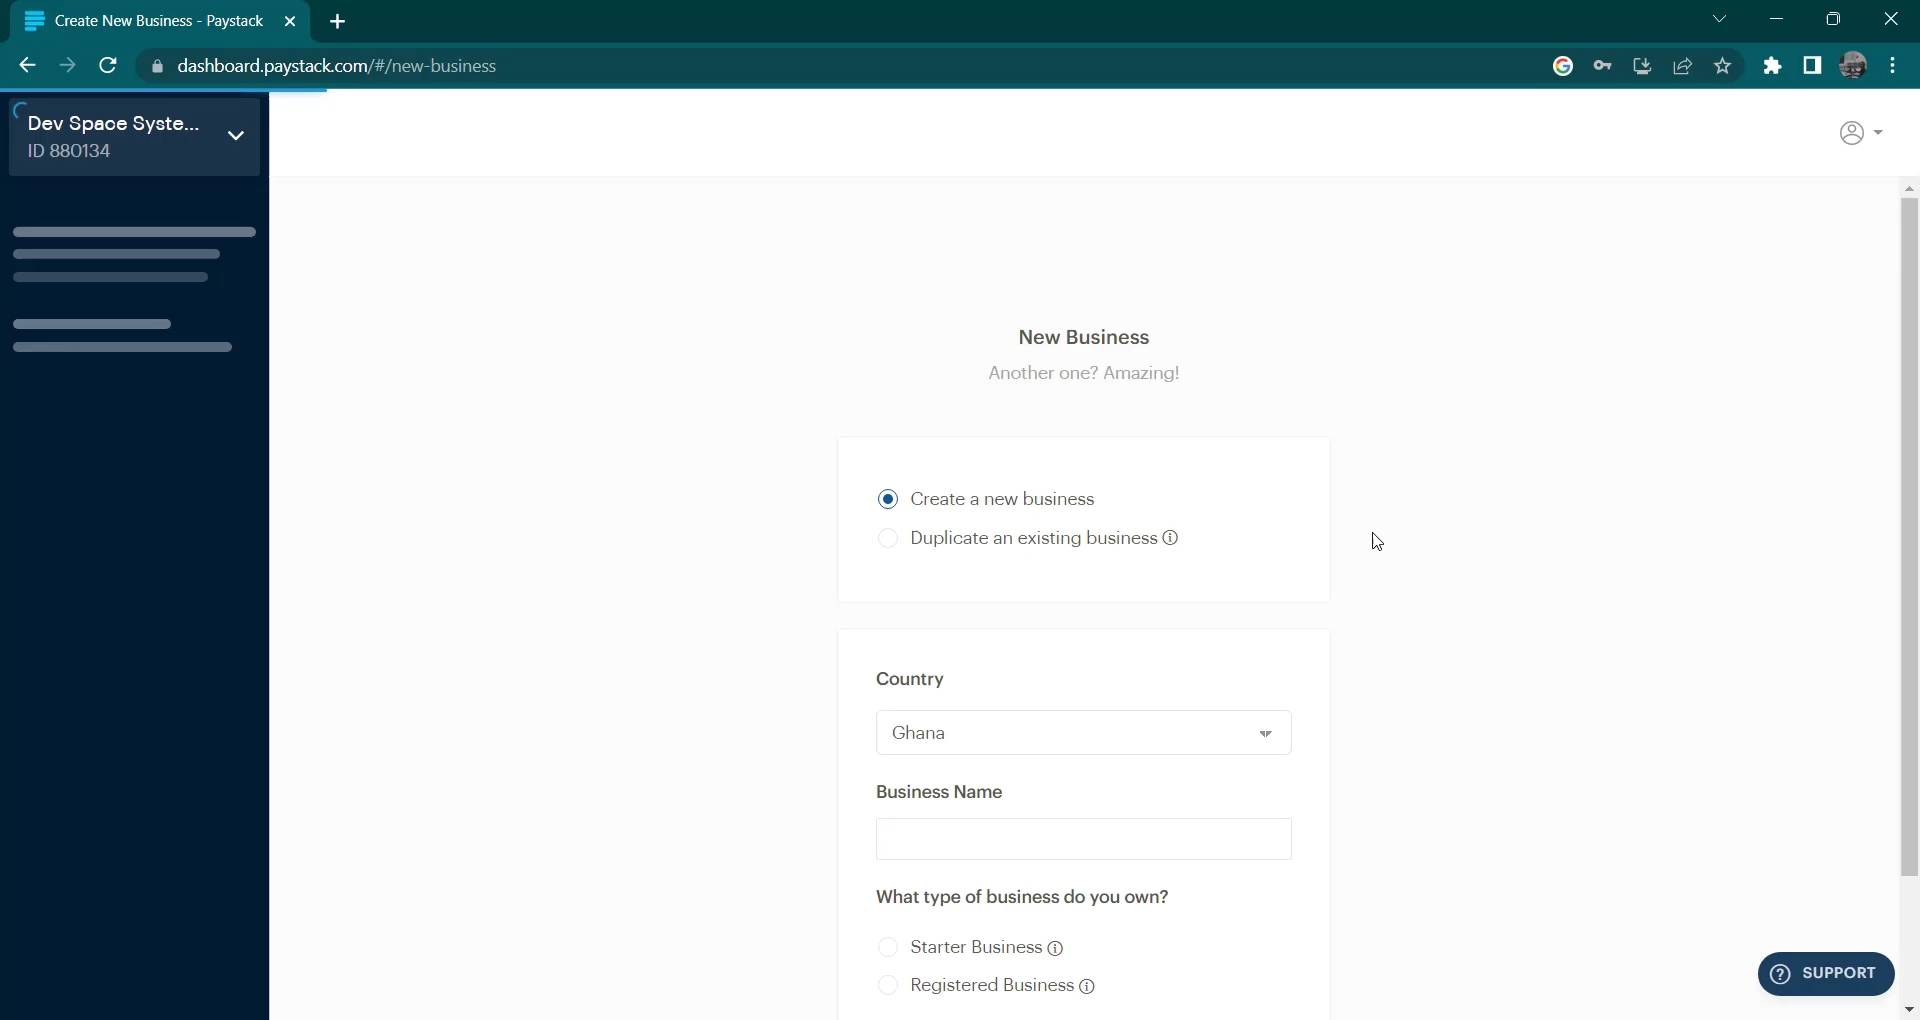 Create New Business - Paystack
dashboard.paystack.com/#/new-business
Dev Space Syste...
ID 880134
New Business
Another one? Amazing!
Create a new business
Duplicate an existing business
Country
Ghana
Business Name
What type of business do you own?
Starter Business
Registered Business
SUPPORT